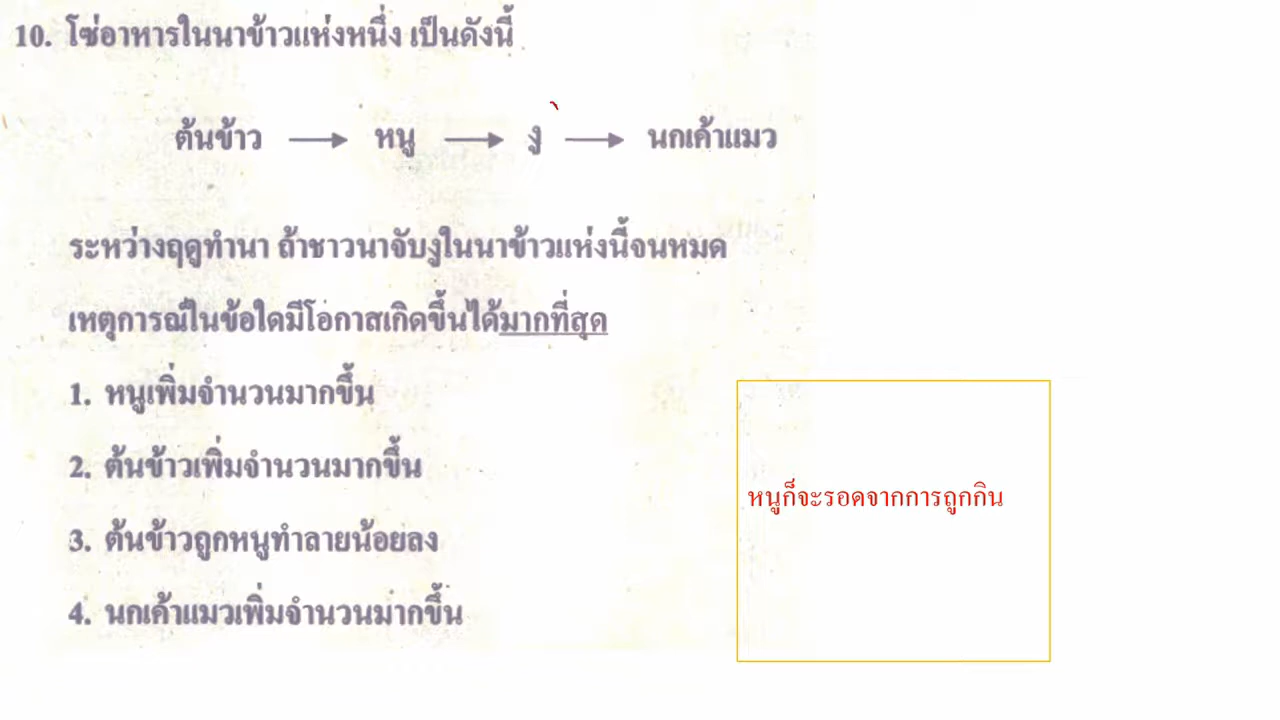 10. โซ่อาหารในนาข้าวแห่งหนึ่ง เป็นดังนี้
ต้นข้าว → หนู → งู → นกเค้าแมว
ระหว่างฤดูทำนา ถ้าชาวนาจับงูในนาข้าวแห่งนี้จนหมด
เหตุการณ์ในข้อใดมีโอกาสเกิดขึ้นได้มากที่สุด
1. หนูเพิ่มจำนวนมากขึ้น
2. ต้นข้าวเพิ่มจำนวนมากขึ้น
หนูก็จะรอดจากการถูกกิน
3. ต้นข้าวถูกหนูทำลายน้อยลง
4. นกเค้าแมวเพิ่มจำนวนมากขึ้น